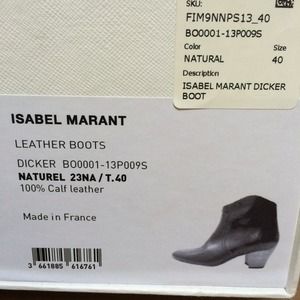 SKU:
FIM9NNPS13_40
BO0001-13P009S
Color Size
NATURAL 40
Description
ISABEL MARANT DICKER
BOOT
ISABEL MARANT
LEATHER BOOTS
DICKER BO0001-13P009S
NATUREL 23NA/T.40
100% Calf leather
Made in France
3 661885 616761